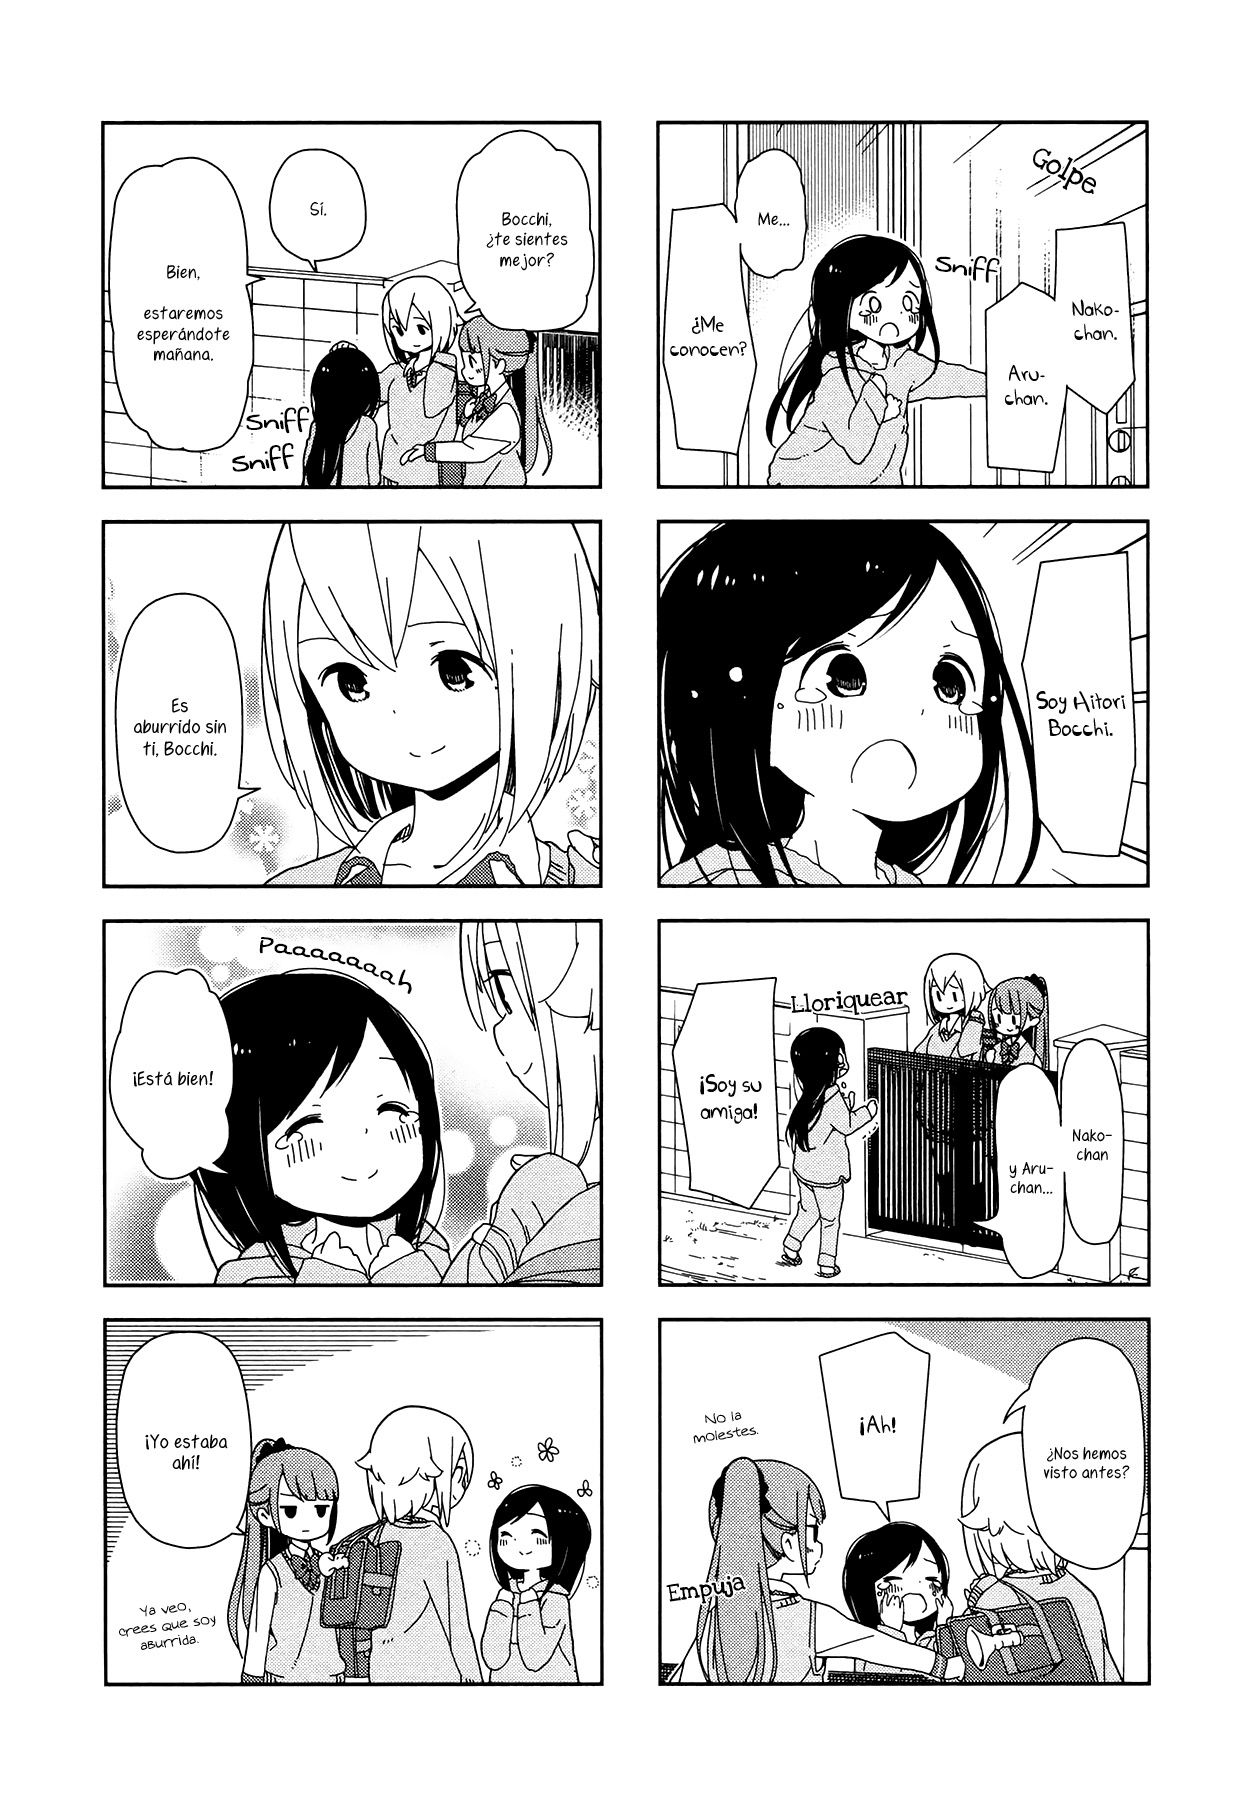 Golpe
Nako-
chan.
Aru-
chan.
Sniff
Me...
¿Me
conocen?
Soy Hitori
Bocchi.
Nako-
chan
y Aru-
chan...
Lloriquear
¡Soy su
amiga!
¿Nos hemos
visto antes?
¡Ah!
No la
molestes.
Empuja
Bocchi,
¿te sientes
mejor?
Sí.
Bien,
estaremos
esperándote
mañana.
Sniff
Sniff
Es
aburrido sin
ti, Bocchi.
Paaaaaaah
¡Está bien!
¡Yo estaba
ahí!
Ya veo,
crees que soy
aburrida.